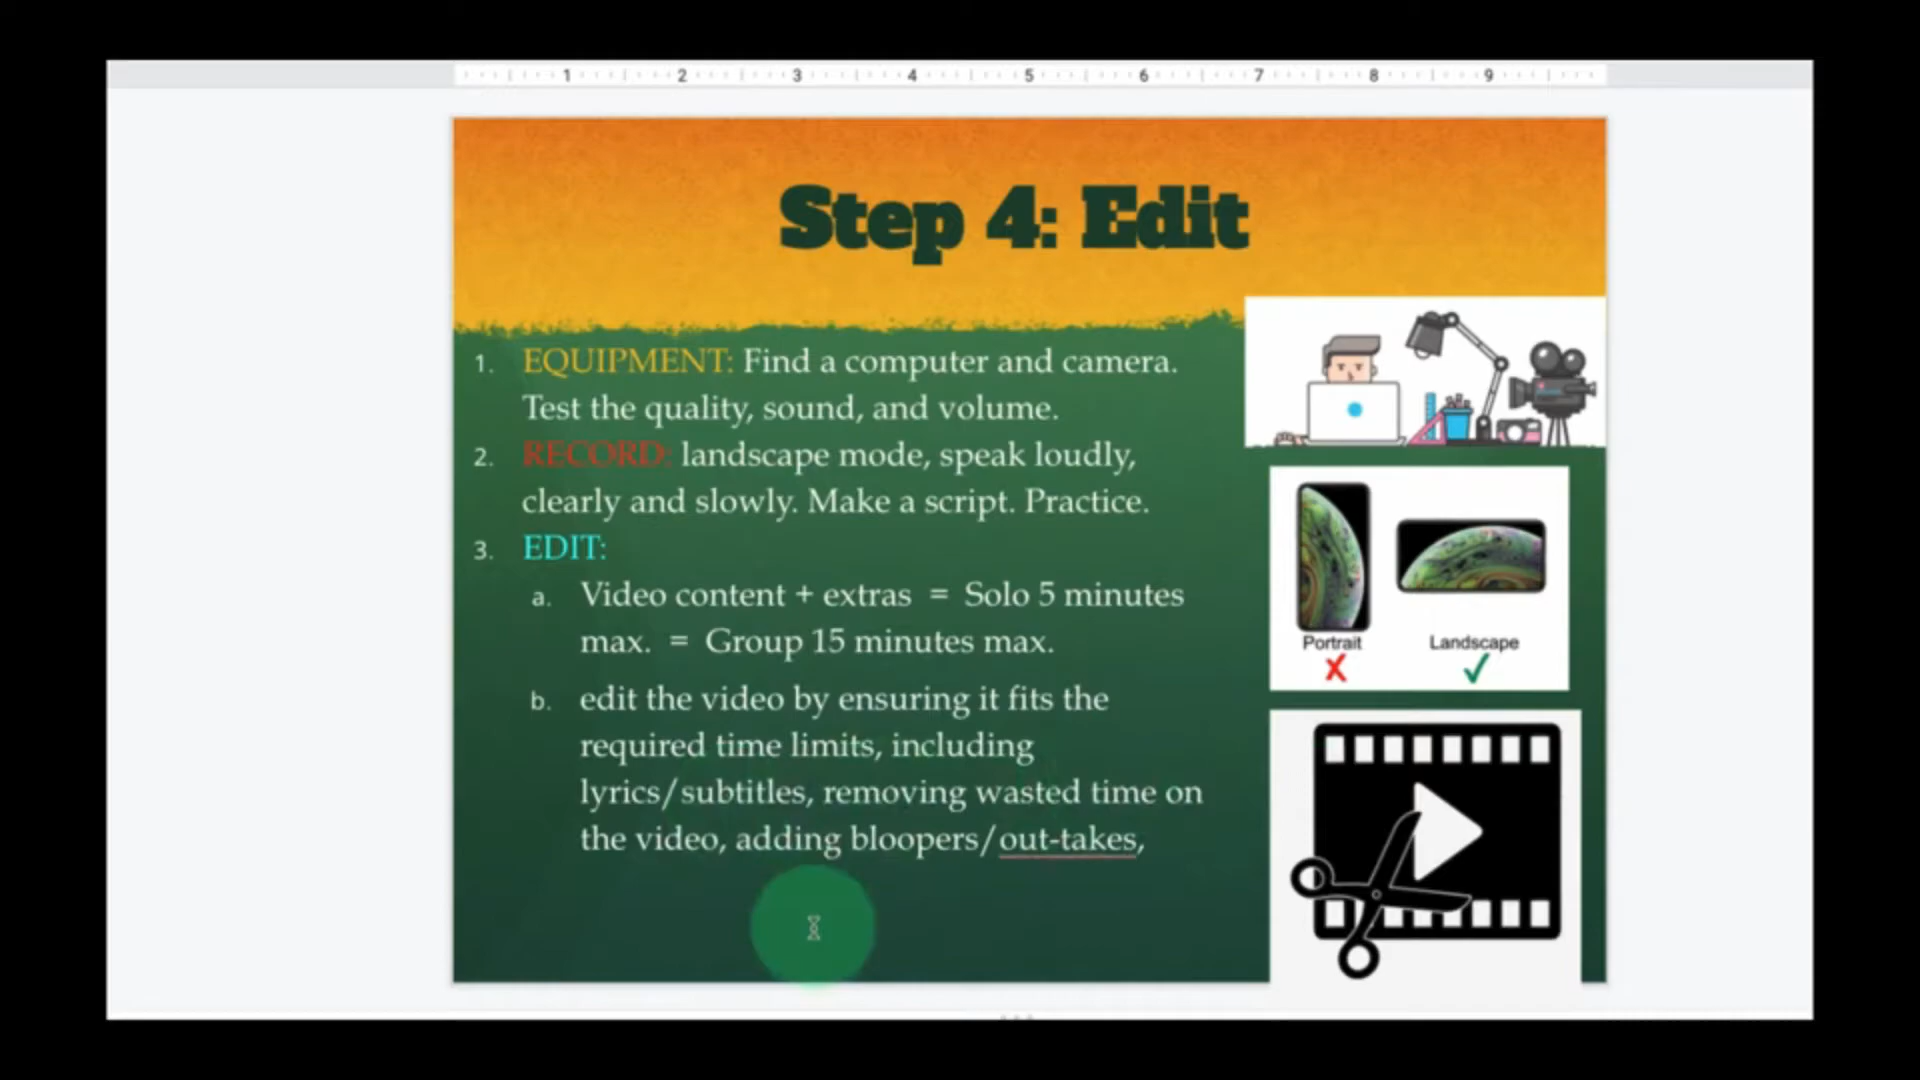 1 2 3 4 5 6 7 8 9
Step 4: Edit
1. EQUIPMENT: Find a computer and camera.
Test the quality, sound, and volume.
2. RECORD: landscape mode, speak loudly,
clearly and slowly. Make a script. Practice.
3. EDIT:
a. Video content + extras = Solo 5 minutes
max. = Group 15 minutes max.
b. edit the video by ensuring it fits the
required time limits, including
lyrics/subtitles, removing wasted time on
the video, adding bloopers/out-takes,
Portrait Landscape